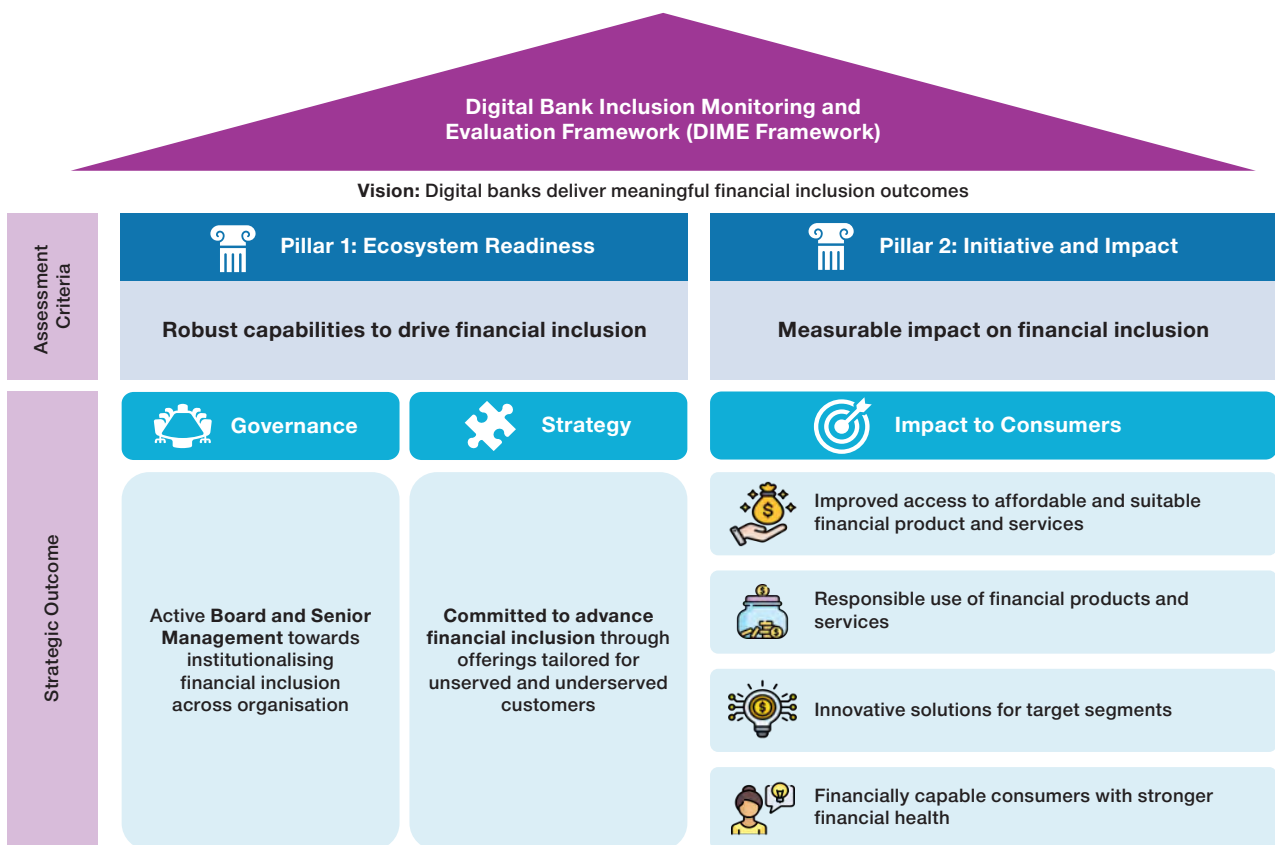 Digital Bank Inclusion Monitoring and
Evaluation Framework (DIME Framework)
Vision: Digital banks deliver meaningful financial inclusion outcomes
Assessment
Criteria
Pillar 1: Ecosystem Readiness
Robust capabilities to drive financial inclusion
Pillar 2: Initiative and Impact
Measurable impact on financial inclusion
Strategic Outcome
Governance
Active Board and Senior
Management towards
institutionalising
financial inclusion
across organisation
Strategy
Committed to advance
financial inclusion through
offerings tailored for
unserved and underserved
customers
Impact to Consumers
Improved access to affordable and suitable
financial product and services
Responsible use of financial products and
services
Innovative solutions for target segments
Financially capable consumers with stronger
financial health